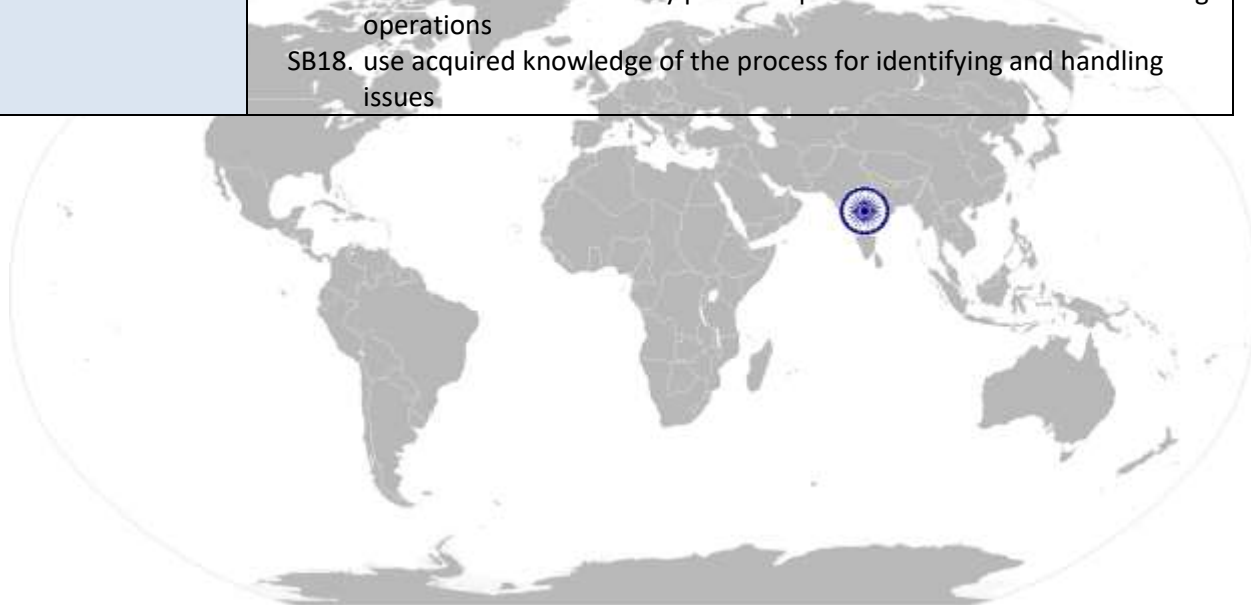 operations
SB18. use acquired knowledge of the process for identifying and handling
issues